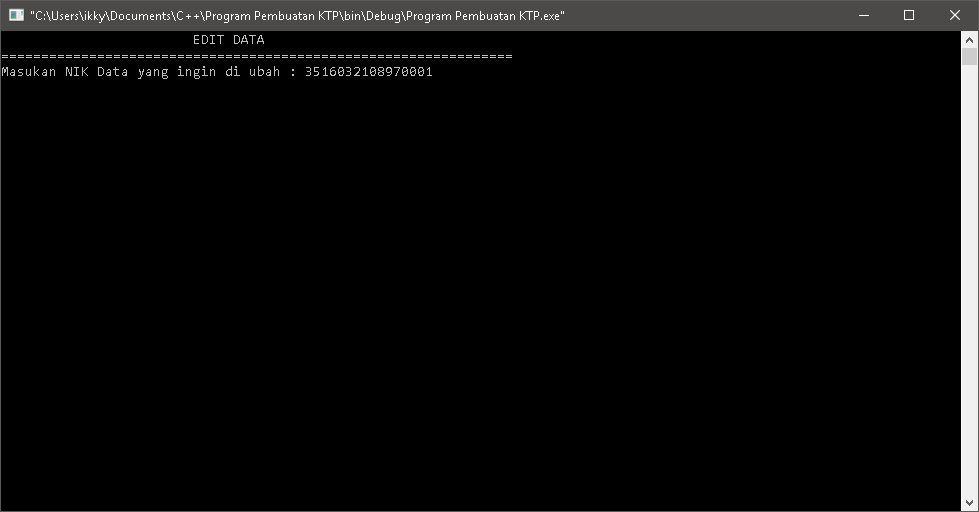 "C:\Users\ikky\Documents\C++\Program Pembuatan KTP\bin\Debug\Program Pembuatan KTP.exe"
EDIT DATA
================================================================
Masukan NIK Data yang ingin di ubah : 3516032108970001